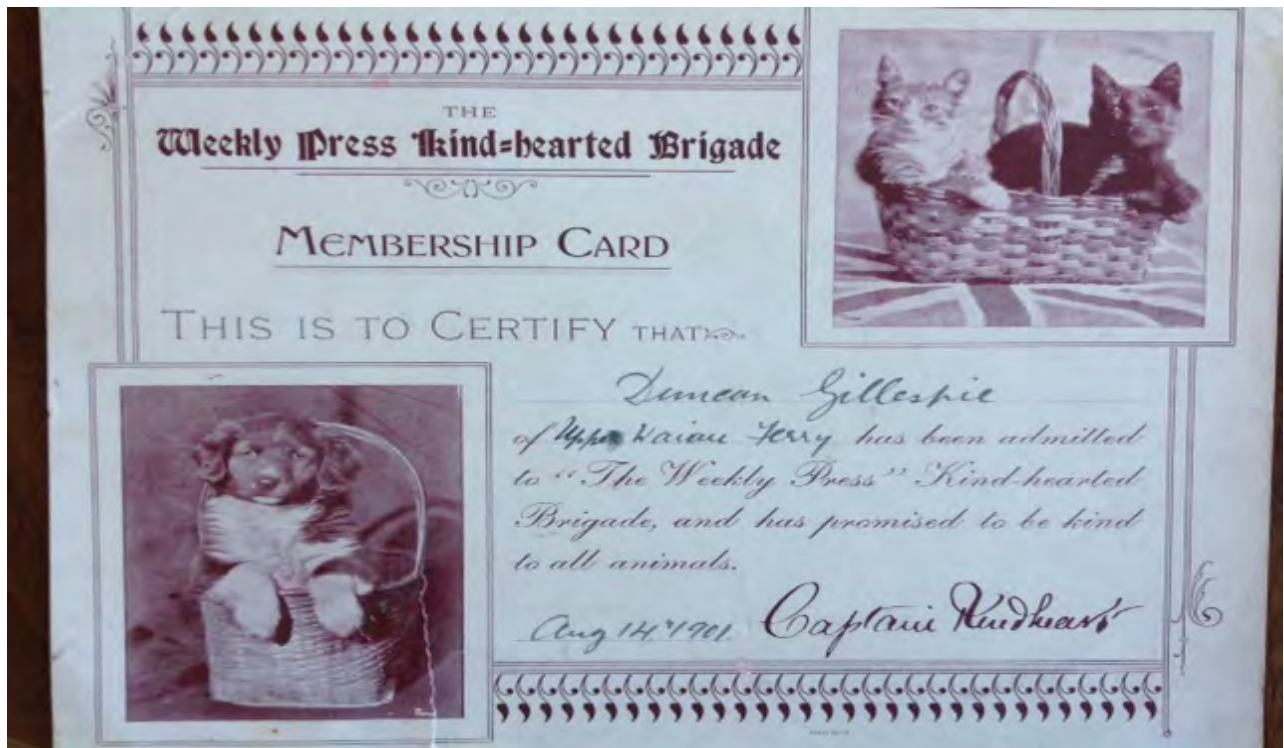 THE
Weekly Press Kind=hearted Brigade
MEMBERSHIP CARD
THIS IS TO CERTIFY THAT
Duncan Gillespie
of Upper Waiau Ferry has been admitted
to "The Weekly Press" Kind-hearted
Brigade, and has promised to be kind
to all animals.
Aug 14th 1901. Captain Kindheart